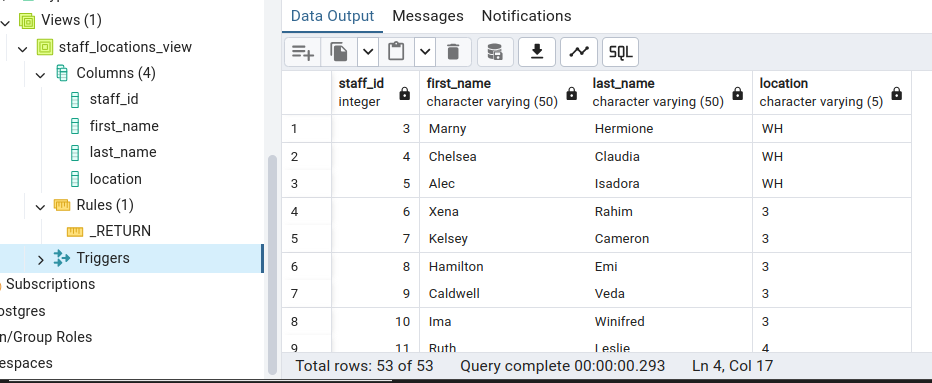 Views (1)
staff_locations_view
Columns (4)
staff_id
first_name
last_name
location
Rules (1)
_RETURN
Triggers
Subscriptions
ostgres
n/Group Roles
espaces
Data Output Messages Notifications
SQL
staff_id first_name last_name location
integer character varying (50) character varying (50) character varying (5)
1 3 Marny Hermione WH
2 4 Chelsea Claudia WH
3 5 Alec Isadora WH
4 6 Xena Rahim 3
5 7 Kelsey Cameron 3
6 8 Hamilton Emi 3
7 9 Caldwell Veda 3
8 10 Ima Winifred 3
9 11 Ruth Leslie 4
Total rows: 53 of 53 Query complete 00:00:00.293 Ln 4, Col 17